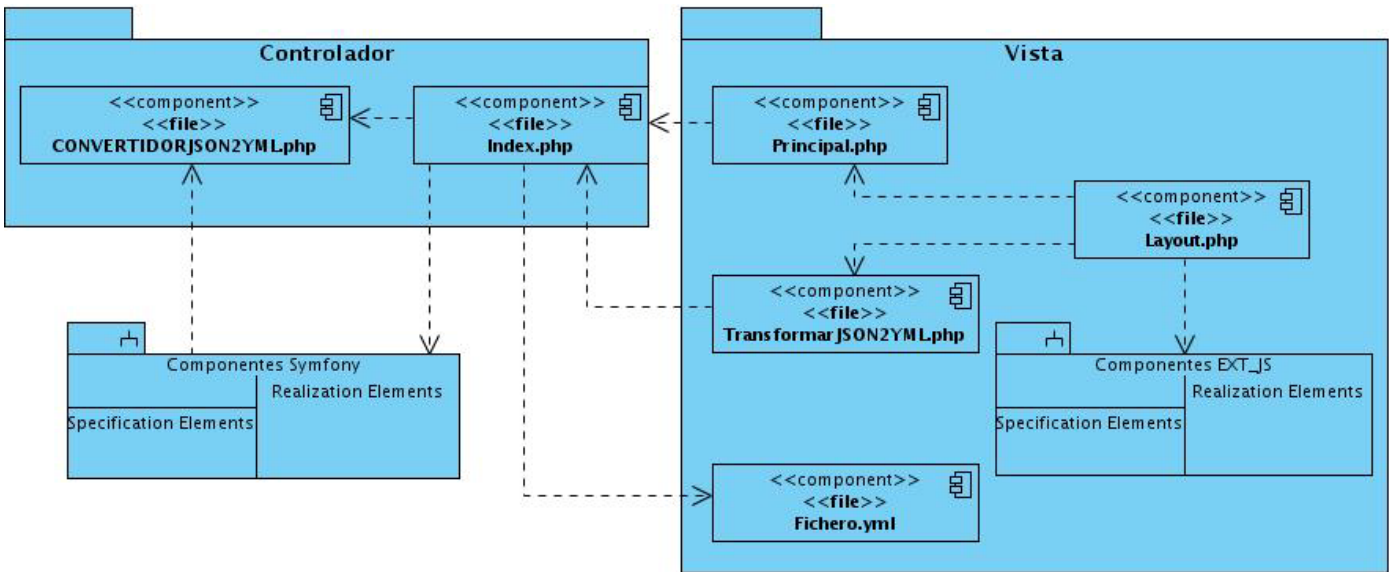 Controlador
<<component>>
<<file>>
CONVERTIDORJSON2YML.php
<<component>>
<<file>>
Index.php
Componentes Symfony
Realization Elements
Specification Elements
Vista
<<component>>
<<file>>
Principal.php
<<component>>
<<file>>
Layout.php
<<component>>
<<file>>
TransformarJSON2YML.php
Componentes EXT_JS
Realization Elements
Specification Elements
<<component>>
<<file>>
Fichero.yml